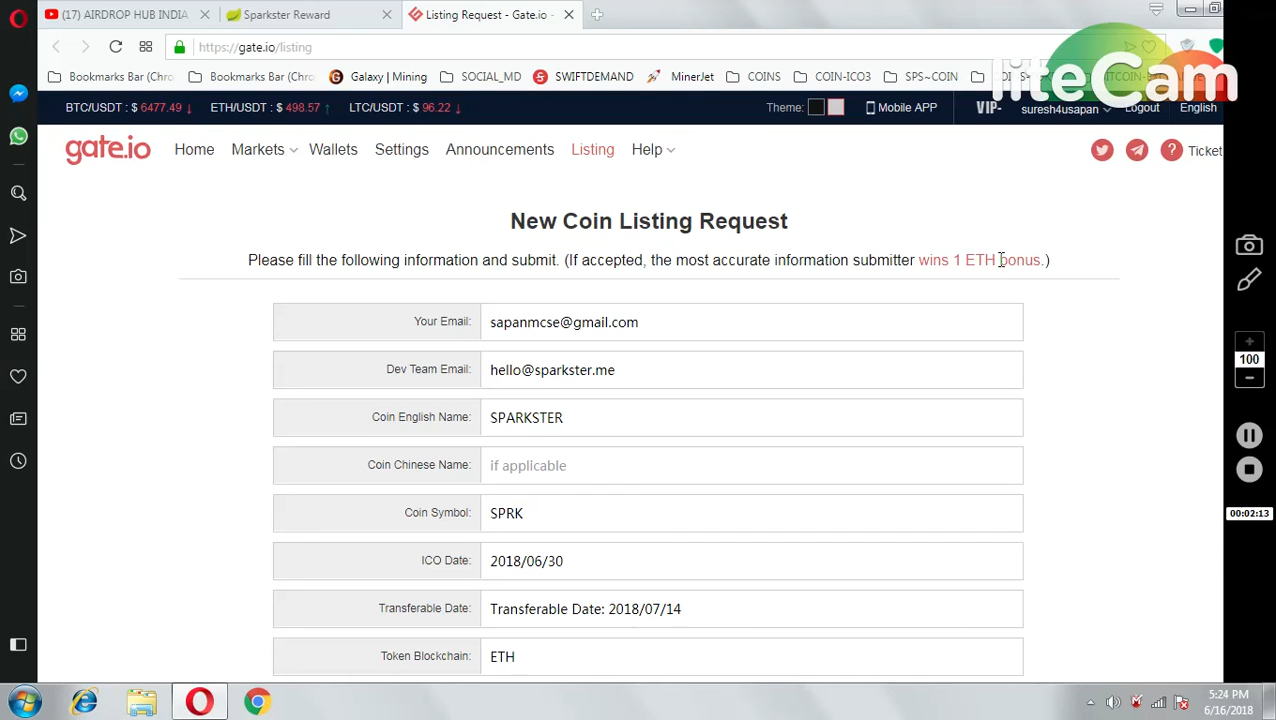 (17) AIRDROP HUB INDIA
Sparkster Reward
Listing Request - Gate.io -
https://gate.io/listing
Bookmarks Bar (Chro
Bookmarks Bar (Chro
Galaxy | Mining
SOCIAL_MD
SWIFTDEMAND
MinerJet
COINS
COIN-ICO3
SPS~COIN
liteCam
BTC/USDT : $ 6477.49 ↓ ETH/USDT : $ 498.57 ↑ LTC/USDT : $ 96.22 ↓
Theme:
Mobile APP
VIP-
suresh4usapan
Logout
English
gate.io
Home
Markets
Wallets
Settings
Announcements
Listing
Help
Ticket
New Coin Listing Request
Please fill the following information and submit. (If accepted, the most accurate information submitter wins 1 ETH bonus.)
Your Email: sapanmcse@gmail.com
Dev Team Email: hello@sparkster.me
Coin English Name: SPARKSTER
Coin Chinese Name: if applicable
Coin Symbol: SPRK
ICO Date: 2018/06/30
Transferable Date: Transferable Date: 2018/07/14
Token Blockchain: ETH
100
00:02:13
5:24 PM
6/16/2018